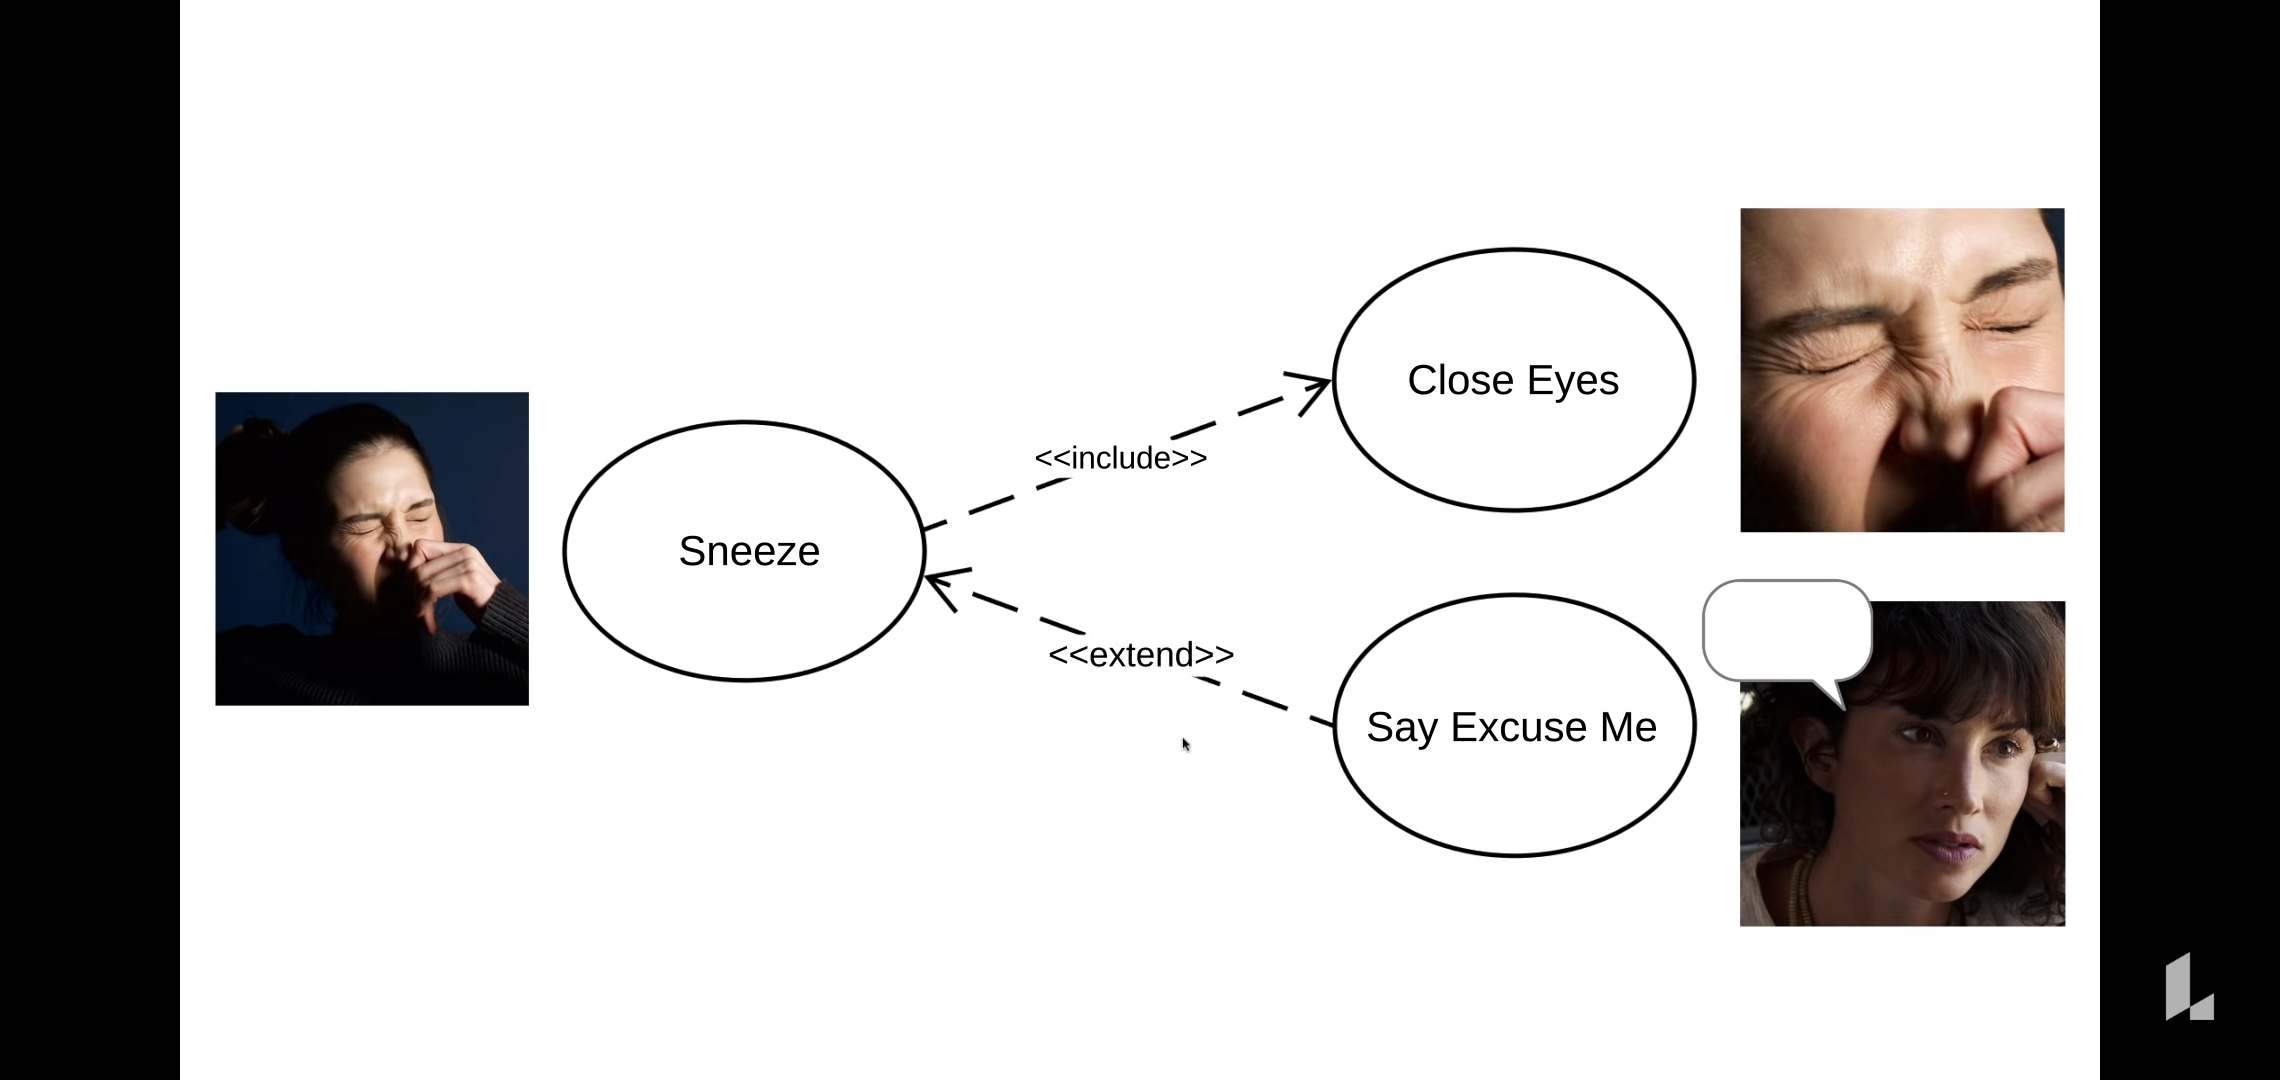 Close Eyes
<<include>>
Sneeze
<<extend>>
Say Excuse Me